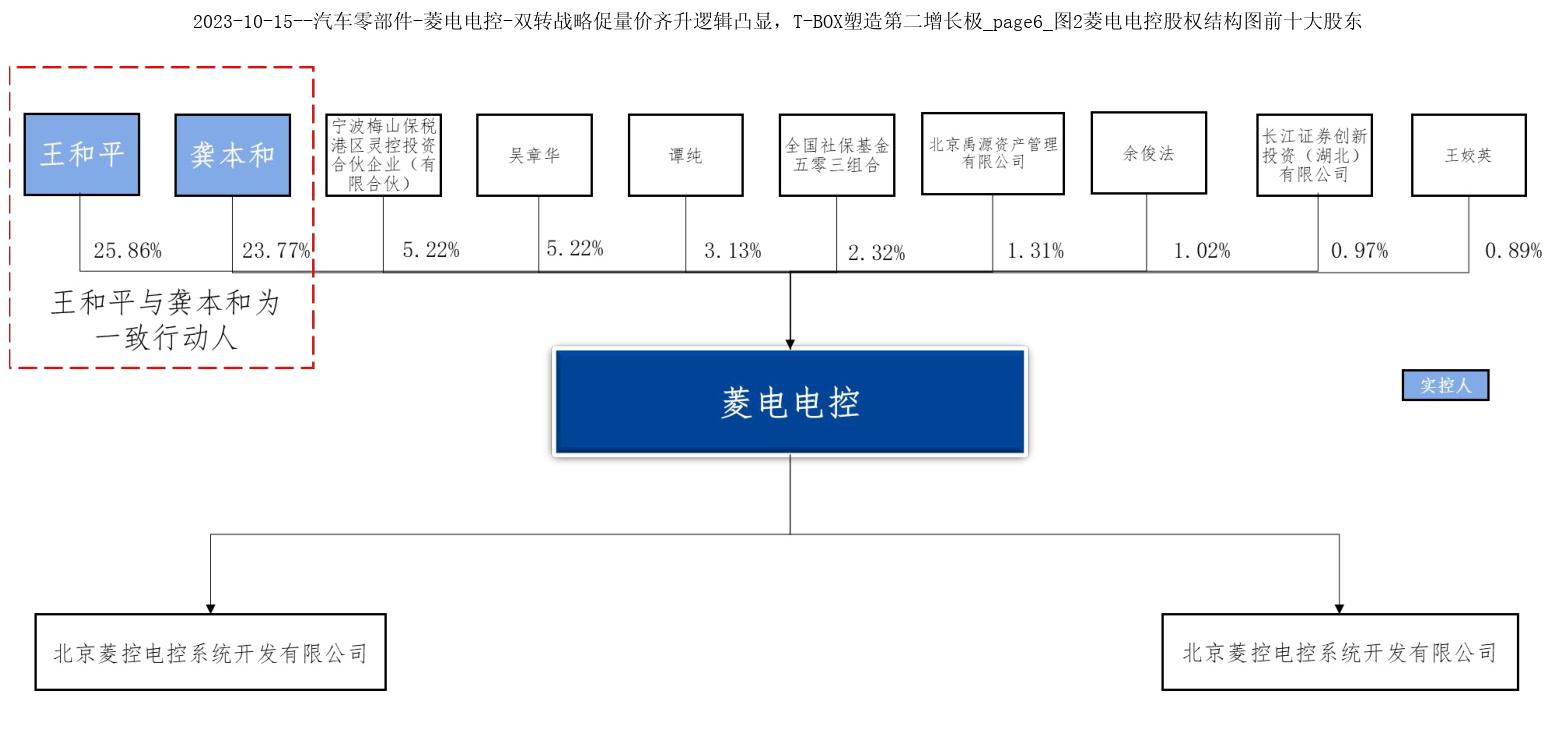 2023-10-15--汽车零部件-菱电电控-双转战略促量价齐升逻辑凸显，T-BOX塑造第二增长极_page6_图2菱电电控股权结构图前十大股东
王和平
龚本和
宁波梅山保税
港区灵控投资
合伙企业（有
限合伙）
吴章华
谭纯
全国社保基金
五零三组合
北京禹源资产管理
有限公司
余俊法
长江证券创新
投资（湖北）
有限公司
王姣英
25.86%
23.77%
5.22%
5.22%
3.13%
2.32%
1.31%
1.02%
0.97%
0.89%
王和平与龚本和为
一致行动人
菱电电控
实控人
北京菱控电控系统开发有限公司
北京菱控电控系统开发有限公司